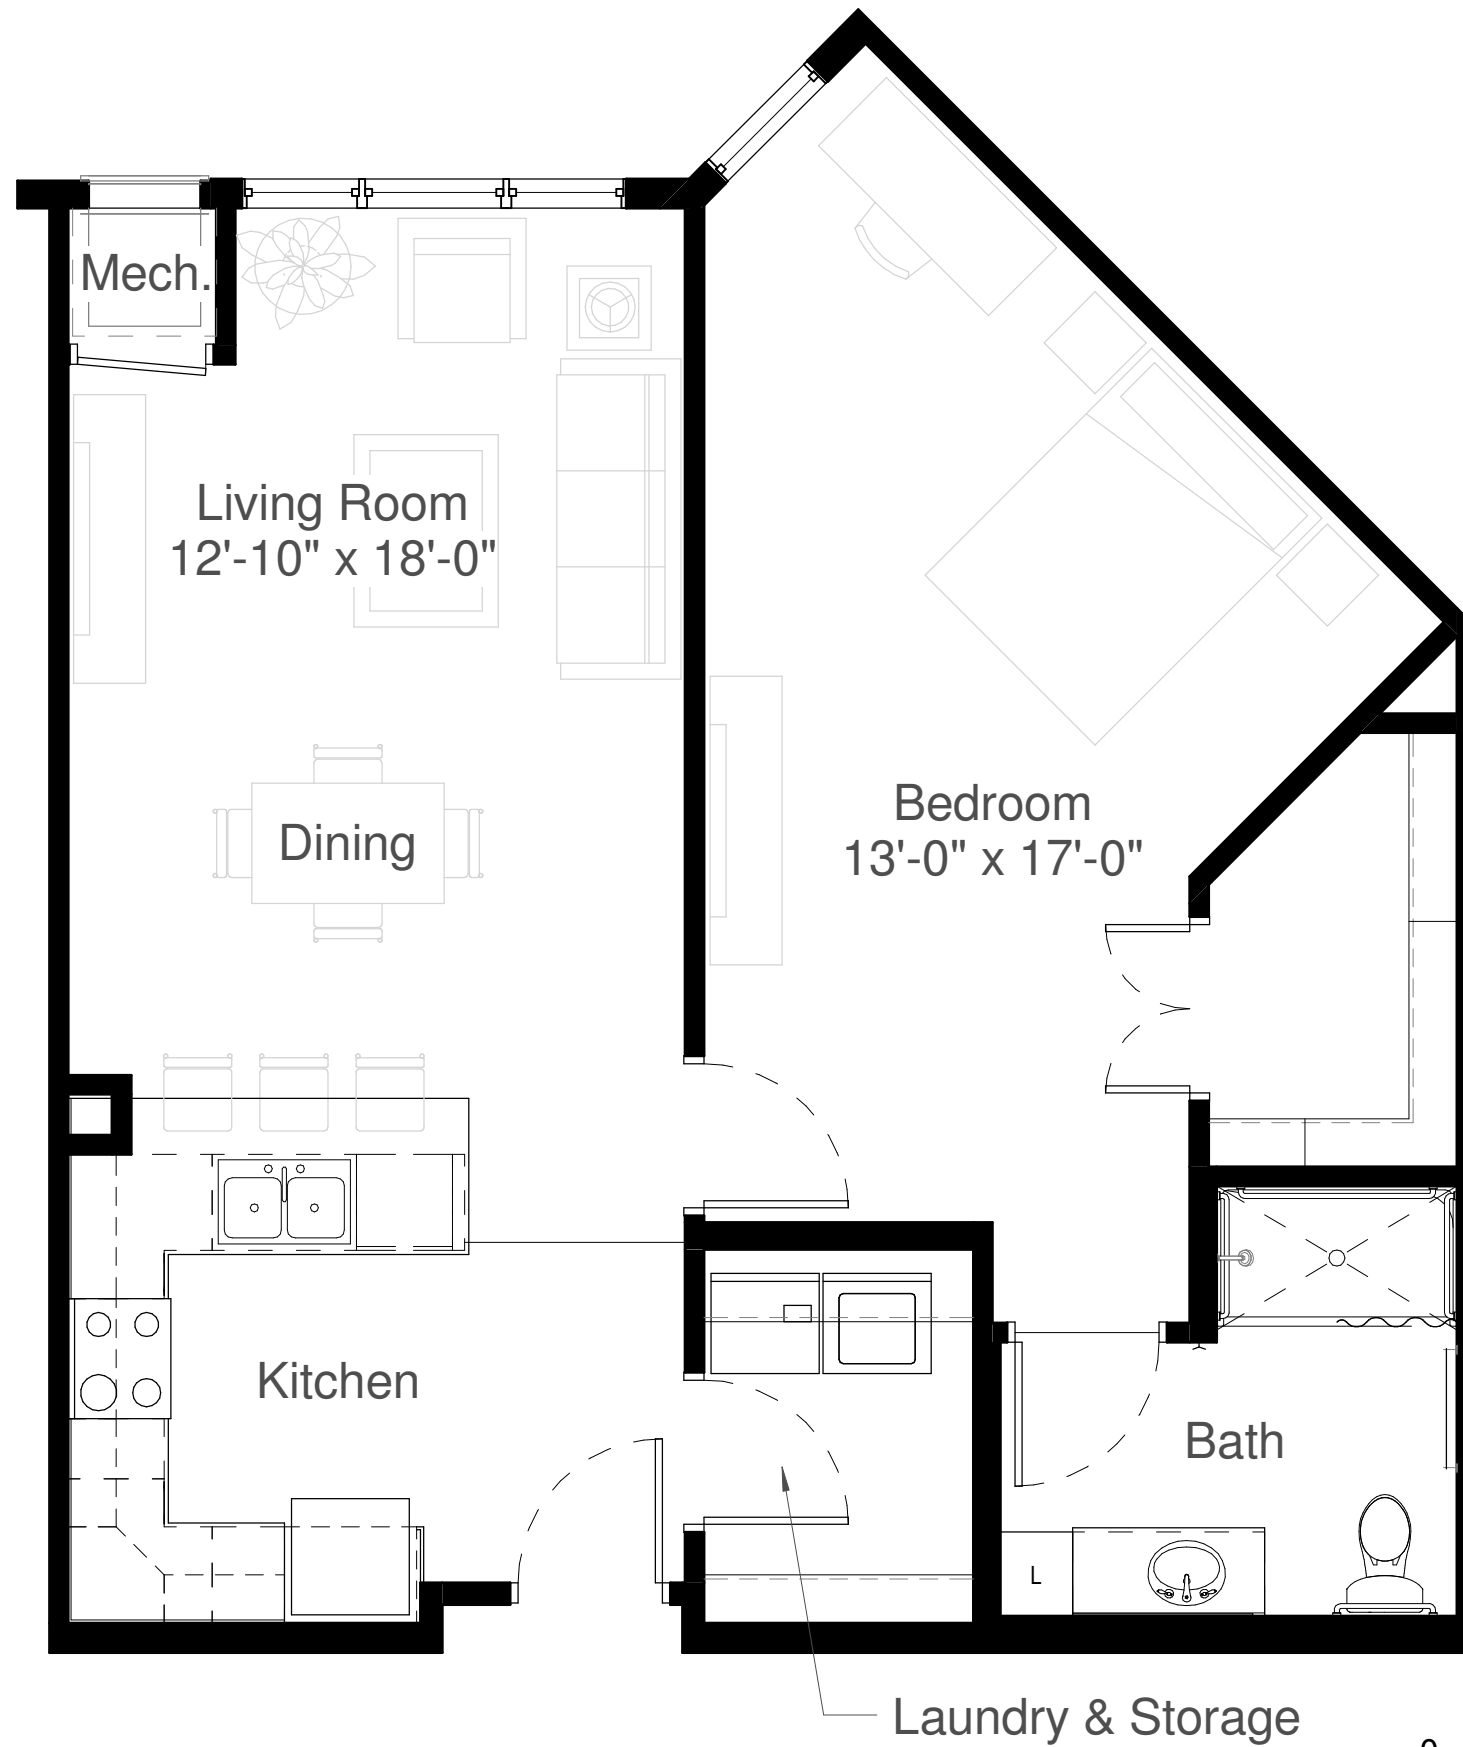 Mech.
Living Room
12'-10" x 18'-0"
Bedroom
13'-0" x 17'-0"
Dining
Kitchen
Bath
L
Laundry & Storage